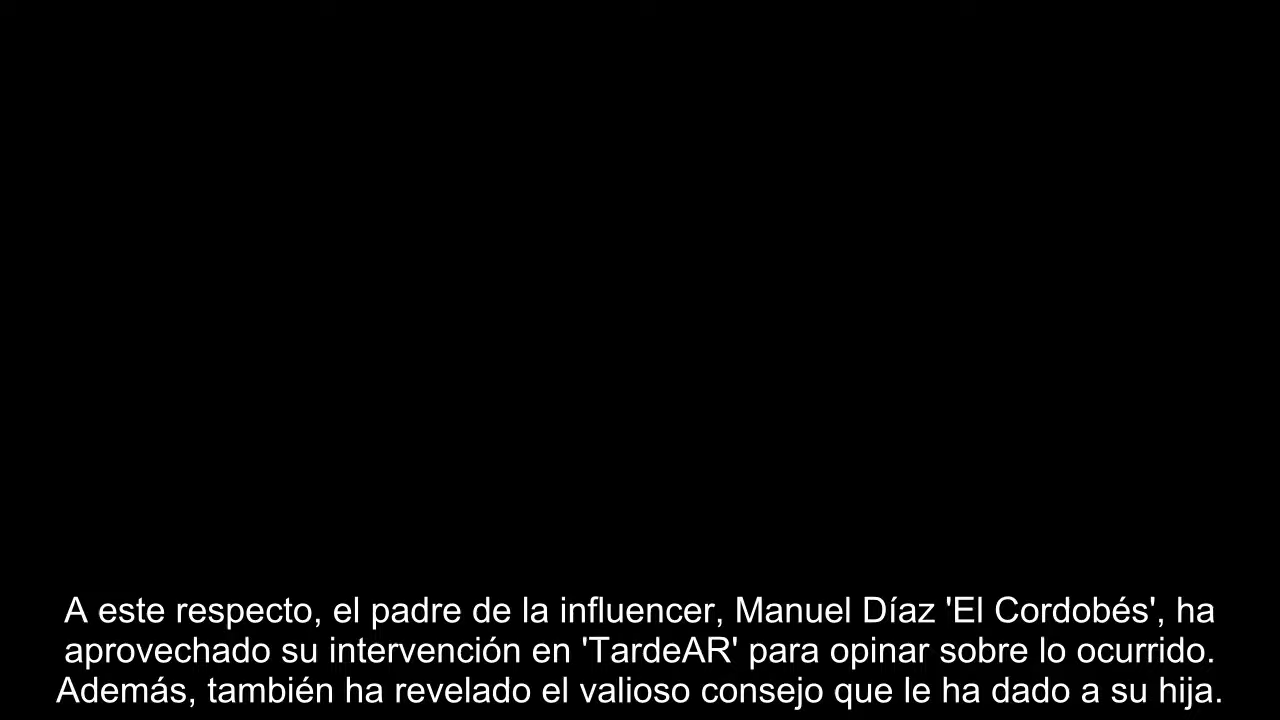 A este respecto, el padre de la influencer, Manuel Díaz 'El Cordobés', ha
aprovechado su intervención en 'TardeAR' para opinar sobre lo ocurrido.
Además, también ha revelado el valioso consejo que le ha dado a su hija.